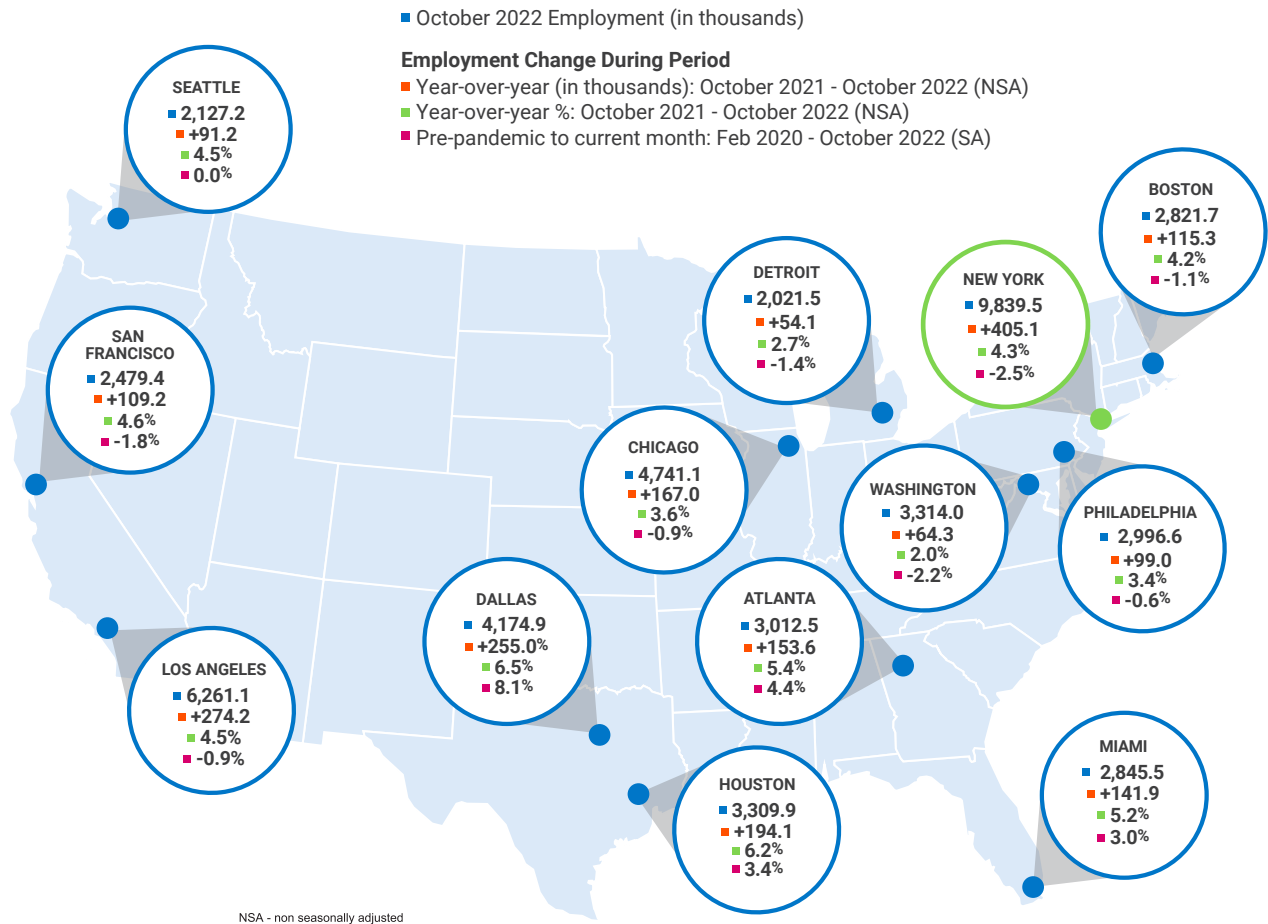 October 2022 Employment (in thousands)
Employment Change During Period
Year-over-year (in thousands): October 2021 - October 2022 (NSA)
Year-over-year %: October 2021 - October 2022 (NSA)
Pre-pandemic to current month: Feb 2020 - October 2022 (SA)
SEATTLE
2,127.2
+91.2
4.5%
0.0%
BOSTON
2,821.7
+115.3
4.2%
-1.1%
DETROIT
2,021.5
+54.1
2.7%
-1.4%
NEW YORK
9,839.5
+405.1
4.3%
-2.5%
SAN
FRANCISCO
2,479.4
+109.2
4.6%
-1.8%
CHICAGO
4,741.1
+167.0
3.6%
-0.9%
WASHINGTON
3,314.0
+64.3
2.0%
-2.2%
PHILADELPHIA
2,996.6
+99.0
3.4%
-0.6%
DALLAS
4,174.9
+255.0%
6.5%
8.1%
ATLANTA
3,012.5
+153.6
5.4%
4.4%
LOS ANGELES
6,261.1
+274.2
4.5%
-0.9%
HOUSTON
3,309.9
+194.1
6.2%
3.4%
MIAMI
2,845.5
+141.9
5.2%
3.0%
NSA - non seasonally adjusted